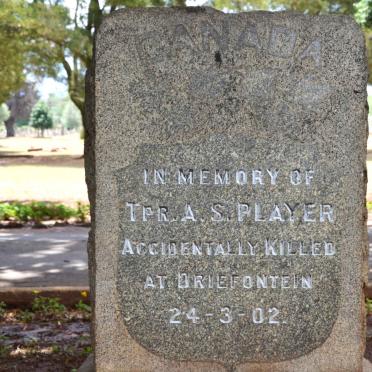 CANADA
IN MEMORY OF
TPR. A. S. PLAYER
ACCIDENTALLY KILLED
AT DRIEFONTEIN
24-3-02.